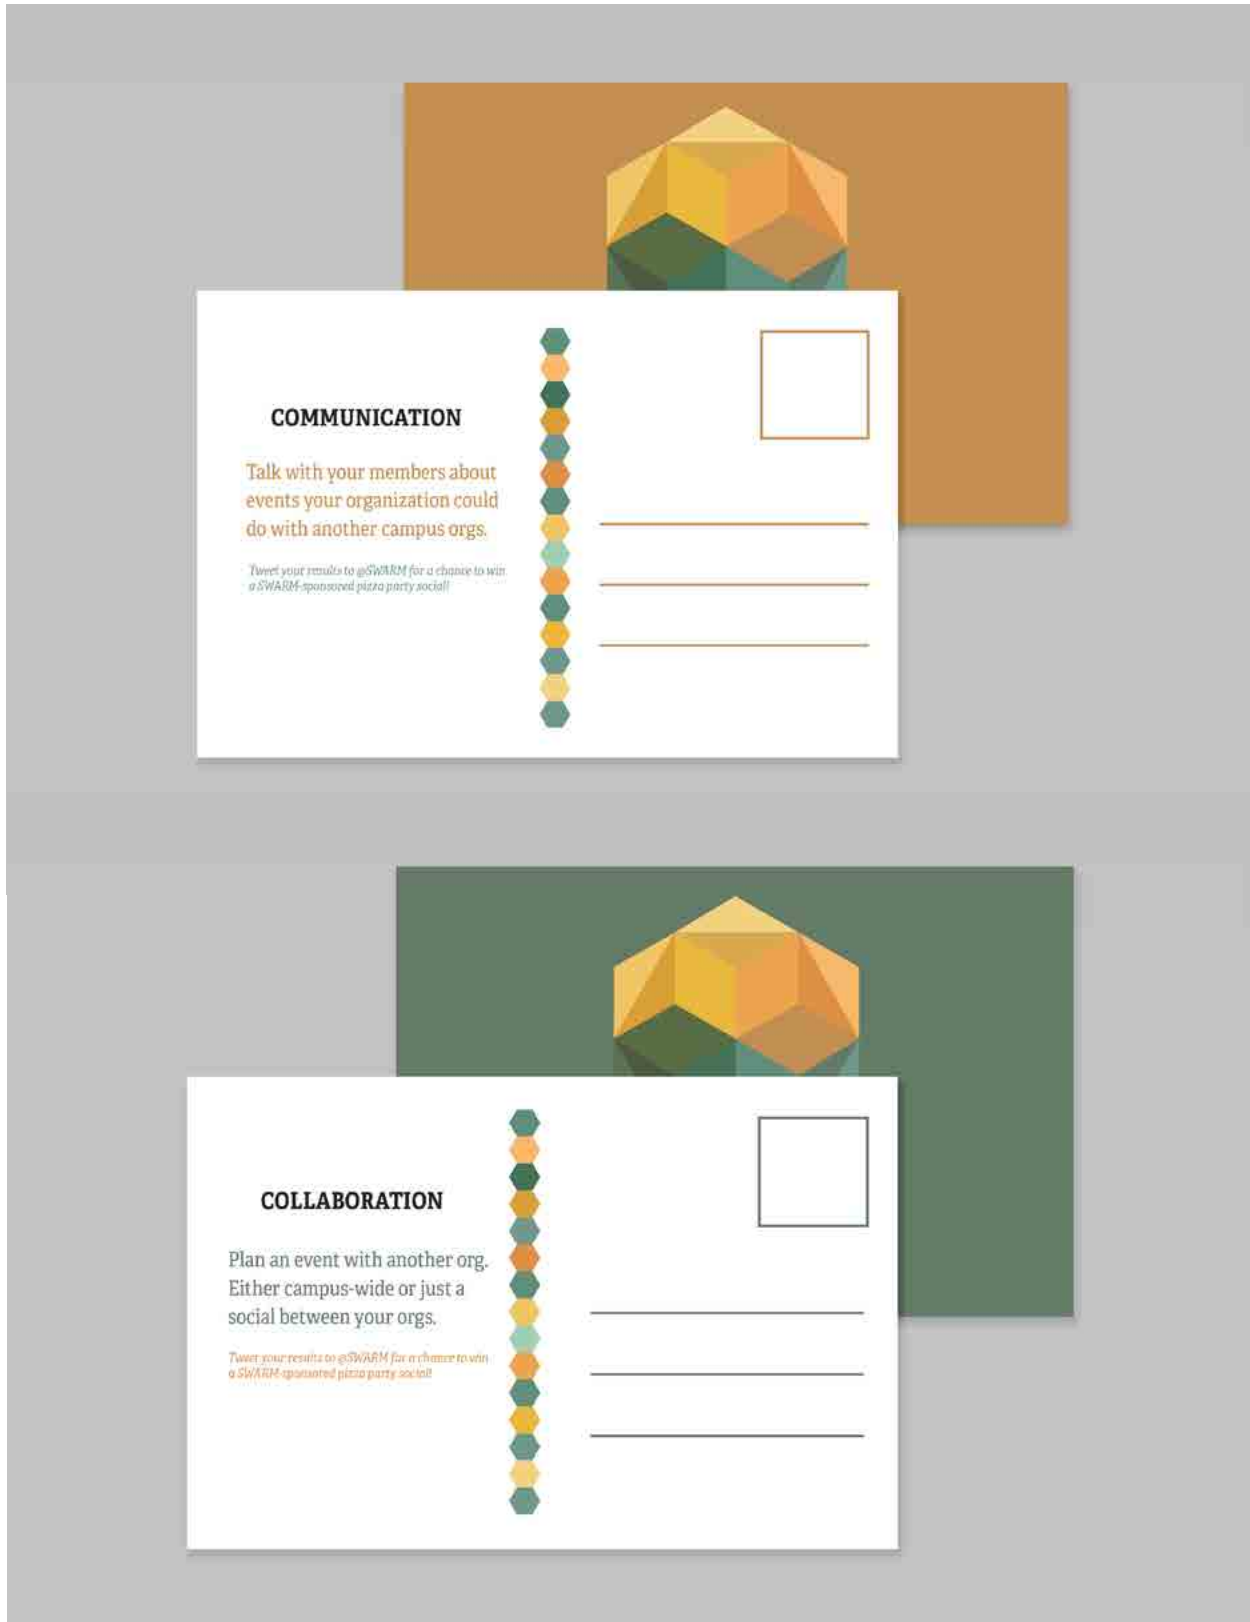 COMMUNICATION
Talk with your members about
events your organization could
do with another campus orgs.
Tweet your results to @SWARM for a chance to win
a SWARM-sponsored pizza party social!
COLLABORATION
Plan an event with another org.
Either campus-wide or just a
social between your orgs.
Tweet your results to @SWARM for a chance to win
a SWARM-sponsored pizza party social!